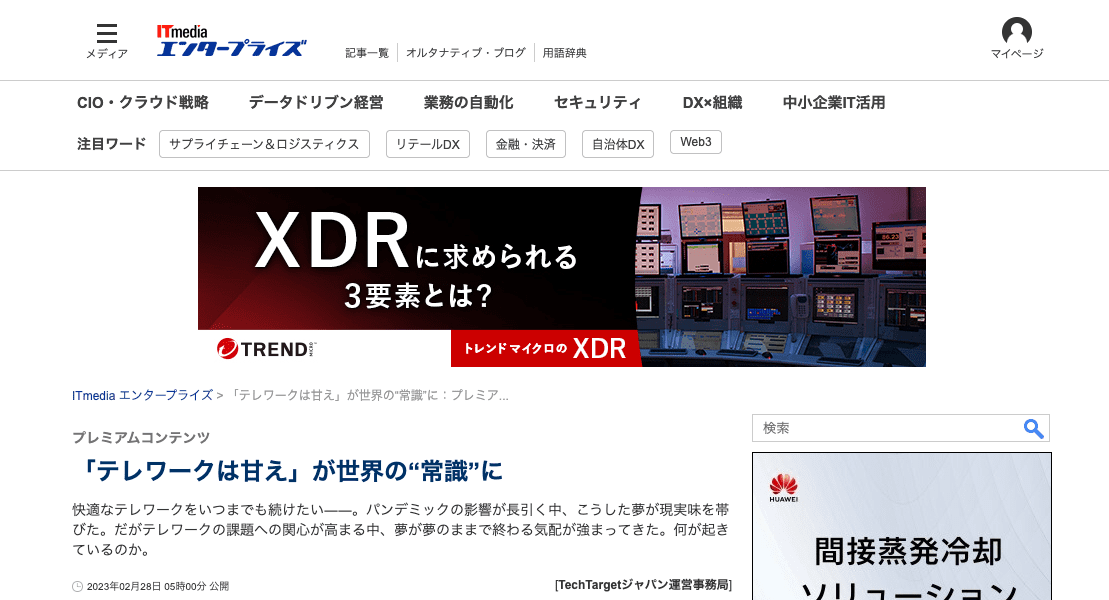 メディア
ITmedia
エンタープライズ
記事一覧
オルタナティブ・ブログ
用語辞典
マイページ
CIO・クラウド戦略
データドリブン経営
業務の自動化
セキュリティ
DX×組織
中小企業IT活用
注目ワード
サプライチェーン＆ロジスティクス
リテールDX
金融・決済
自治体DX
Web3
XDRに求められる
3要素とは?
TREND MICRO
トレンドマイクロのXDR
ITmedia エンタープライズ > 「テレワークは甘え」が世界の“常識”に：プレミア...
検索
プレミアムコンテンツ
「テレワークは甘え」が世界の“常識”に
快適なテレワークをいつまでも続けたい――。パンデミックの影響が長引く中、こうした夢が現実味を帯
びた。だがテレワークの課題への関心が高まる中、夢が夢のままで終わる気配が強まってきた。何が起き
ているのか。
2023年02月28日 05時00分 公開
[TechTargetジャパン運営事務局]
HUAWEI
間接蒸発冷却
ソリューション